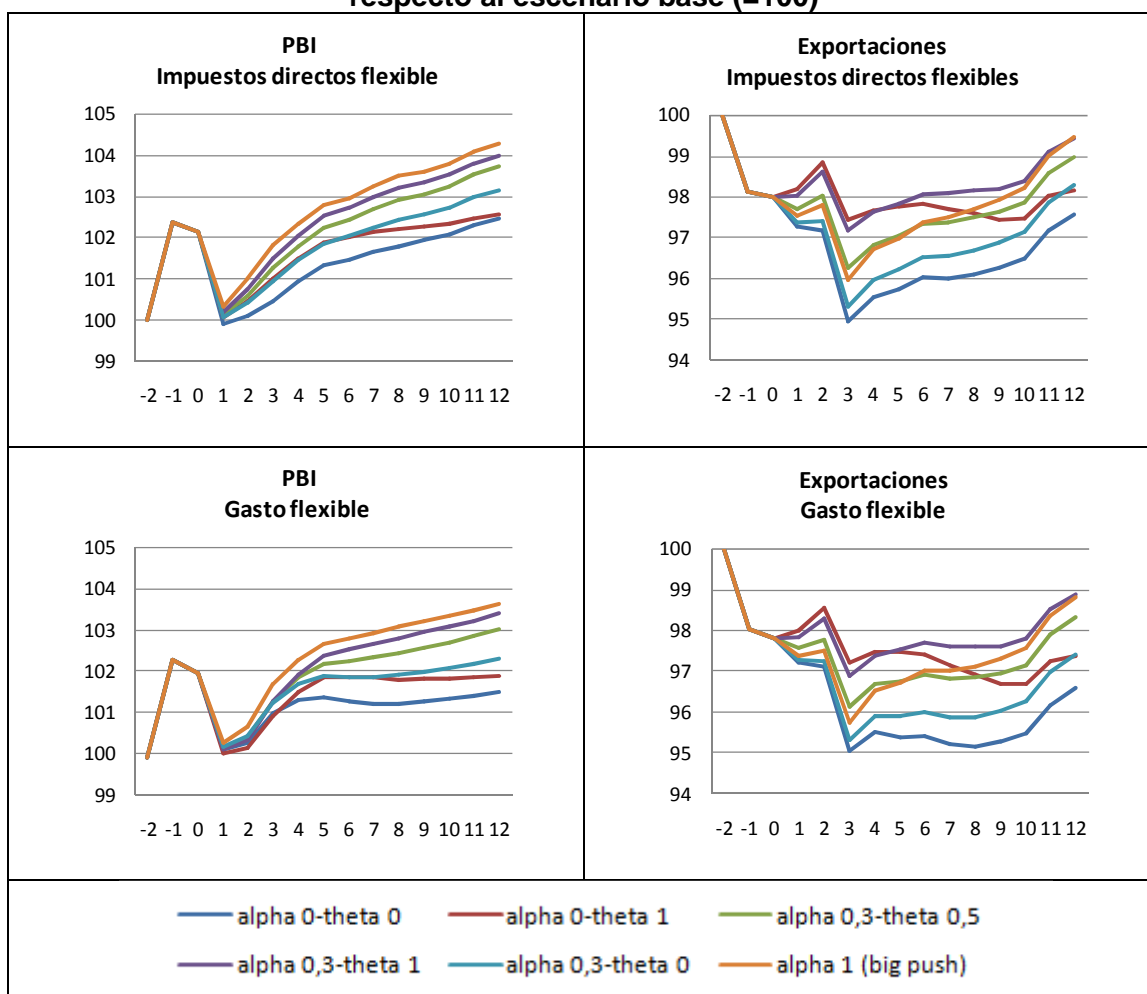 respecto al escenario base (=100)
PBI
Impuestos directos flexible
105
104
103
102
101
100
99
-2 -1 0 1 2 3 4 5 6 7 8 9 10 11 12
Exportaciones
Impuestos directos flexibles
100
99
98
97
96
95
94
-2 -1 0 1 2 3 4 5 6 7 8 9 10 11 12
PBI
Gasto flexible
105
104
103
102
101
100
99
-2 -1 0 1 2 3 4 5 6 7 8 9 10 11 12
Exportaciones
Gasto flexible
100
99
98
97
96
95
94
-2 -1 0 1 2 3 4 5 6 7 8 9 10 11 12
alpha 0-theta 0 alpha 0-theta 1 alpha 0,3-theta 0,5
alpha 0,3-theta 1 alpha 0,3-theta 0 alpha 1 (big push)